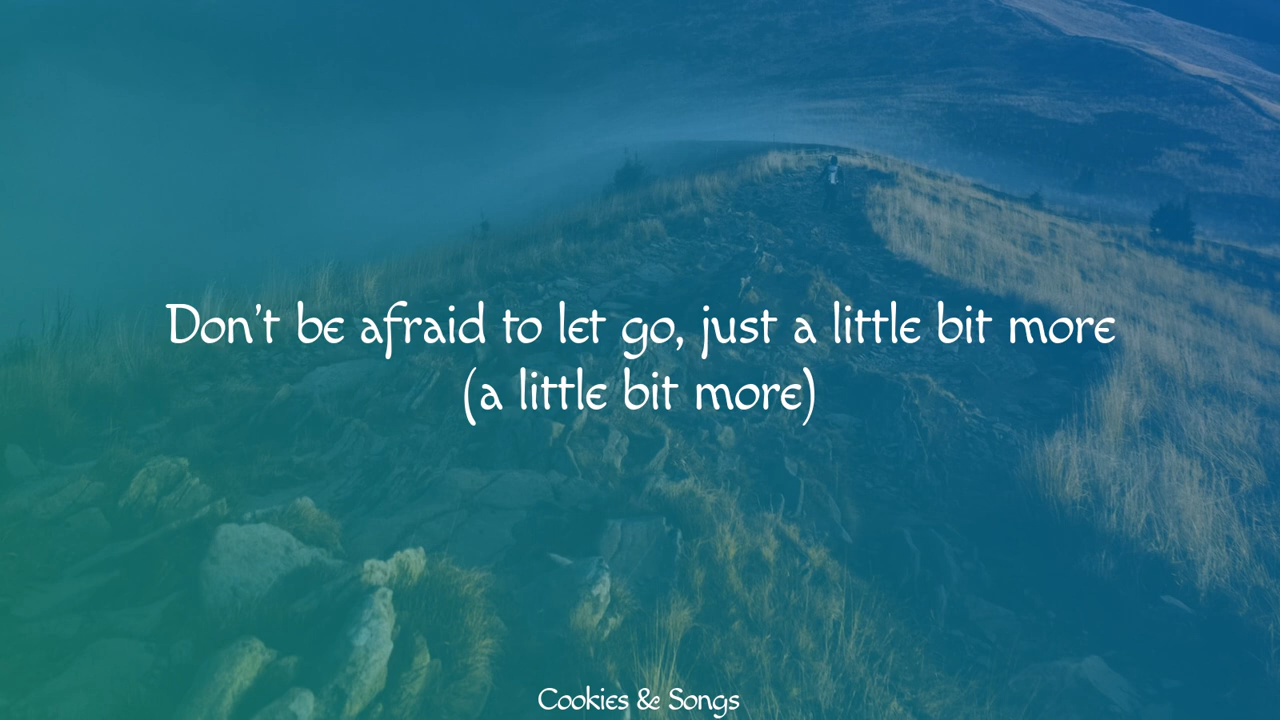 Don't be afraid to let go, just a little bit more
(a little bit more)
Cookies & Songs